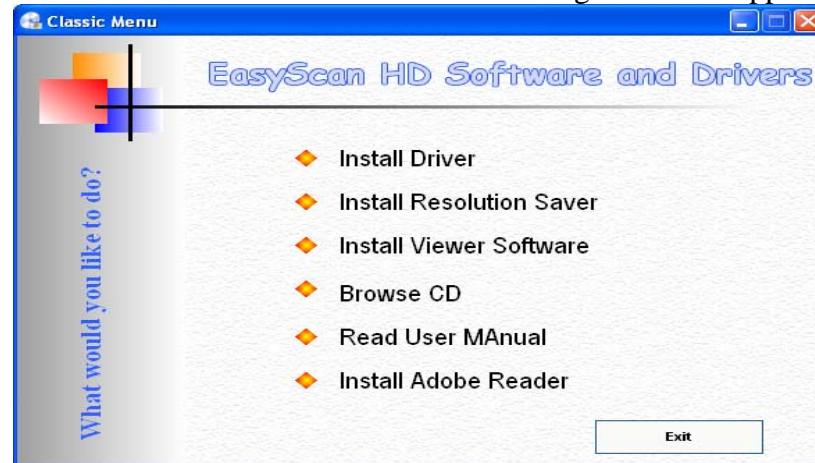 Classic Menu
EasyScan HD Software and Drivers
What would you like to do?
Install Driver
Install Resolution Saver
Install Viewer Software
Browse CD
Read User MAnual
Install Adobe Reader
Exit